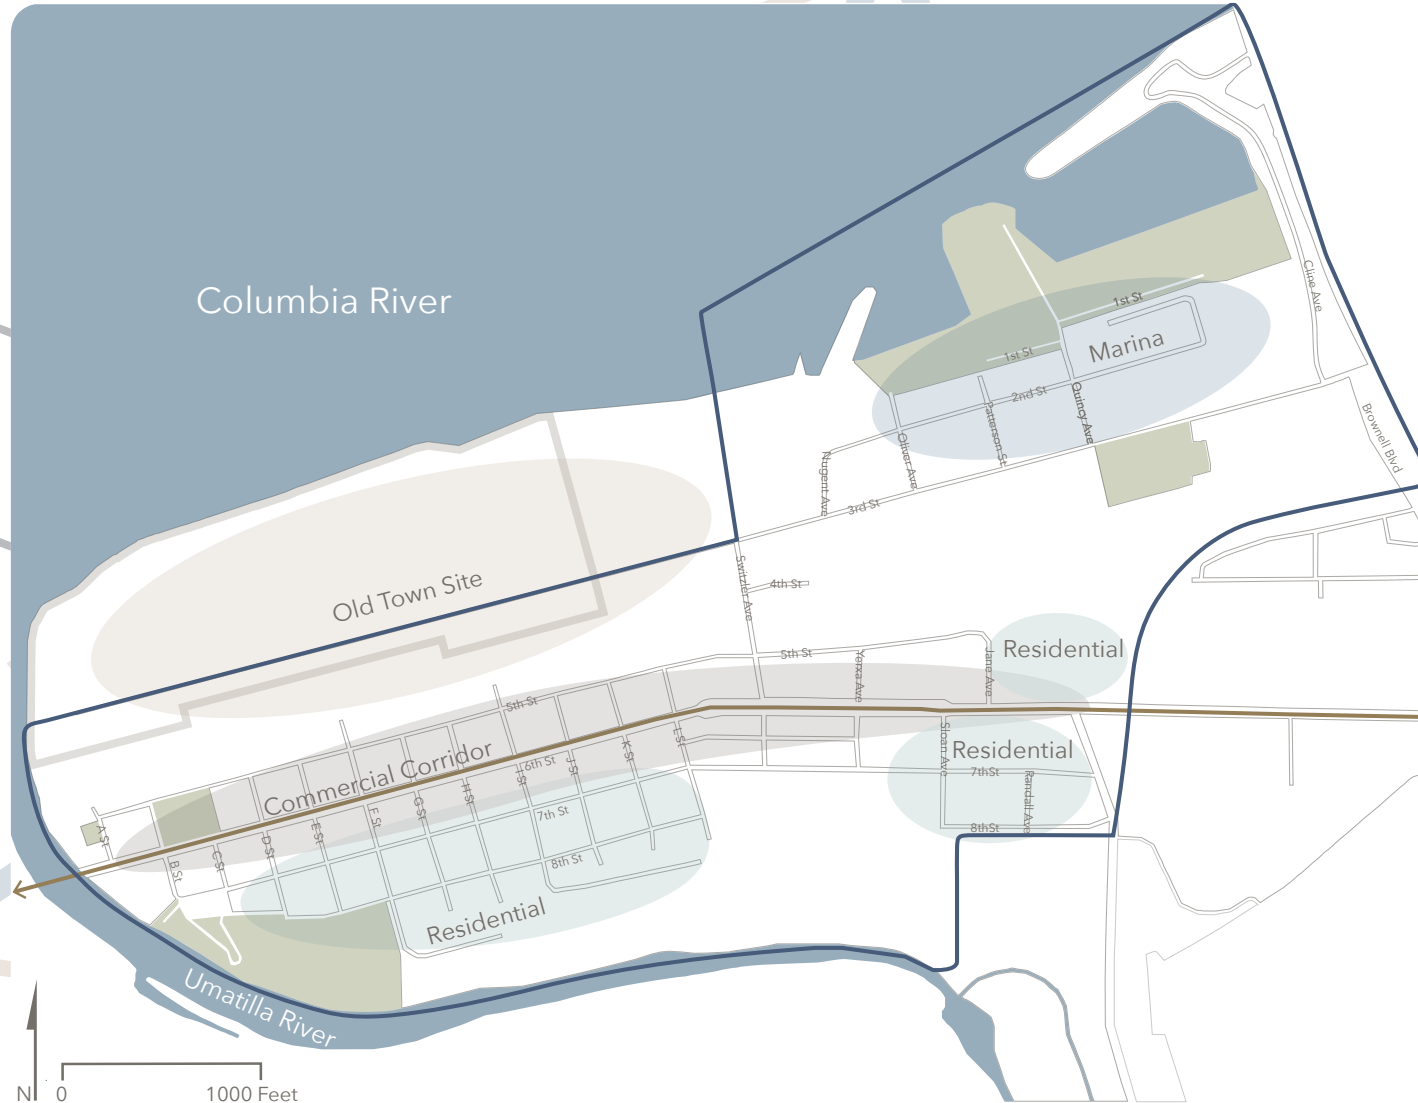 Columbia River
1st St
Marina
1st St
2nd St
Cline Ave
Quincy Ave
Patterson St
Oliver Ave
Nugent Ave
3rd St
Brownell Blvd
Old Town Site
Switzler Ave
4th St
5th St
Yerxa Ave
Jane Ave
Residential
5th St
Commercial Corridor
6th St
L St
K St
J St
I St
H St
G St
F St
E St
D St
C St
B St
A St
Sloan Ave
Residential
7thSt
Randall Ave
8thSt
7th St
8th St
Residential
Umatilla River
N
0
1000 Feet